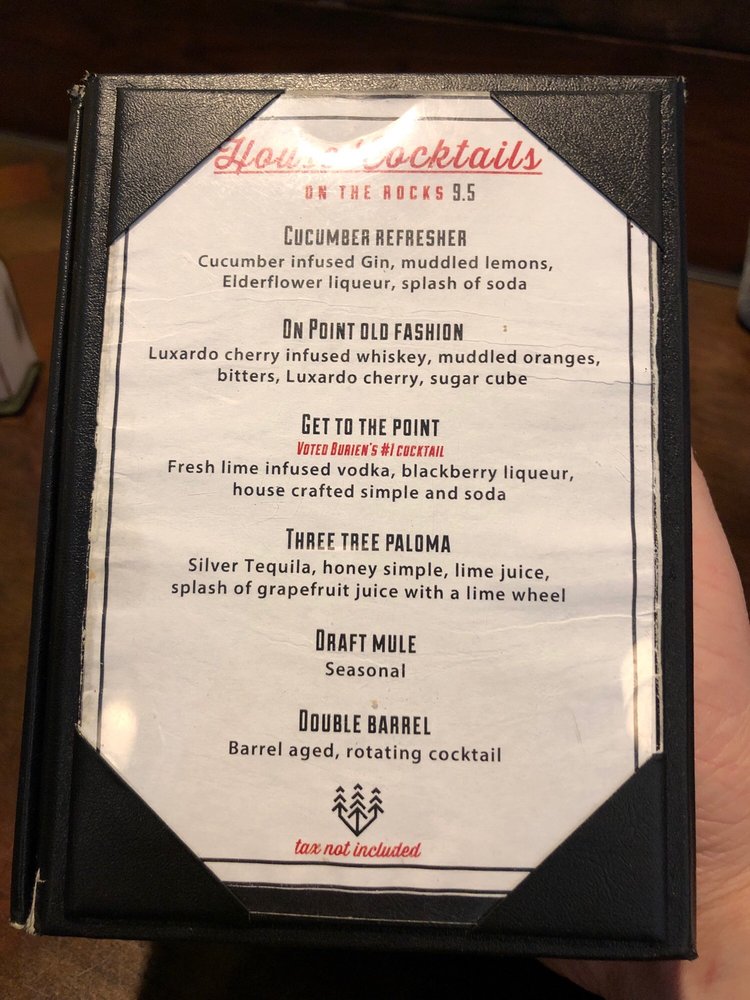 House Cocktails
ON THE ROCKS 9.5
CUCUMBER REFRESHER
Cucumber infused Gin, muddled lemons,
Elderflower liqueur, splash of soda
ON POINT OLD FASHION
Luxardo cherry infused whiskey, muddled oranges,
bitters, Luxardo cherry, sugar cube
GET TO THE POINT
VOTED BURIEN'S #1 COCKTAIL
Fresh lime infused vodka, blackberry liqueur,
house crafted simple and soda
THREE TREE PALOMA
Silver Tequila, honey simple, lime juice,
splash of grapefruit juice with a lime wheel
DRAFT MULE
Seasonal
DOUBLE BARREL
Barrel aged, rotating cocktail
tax not included